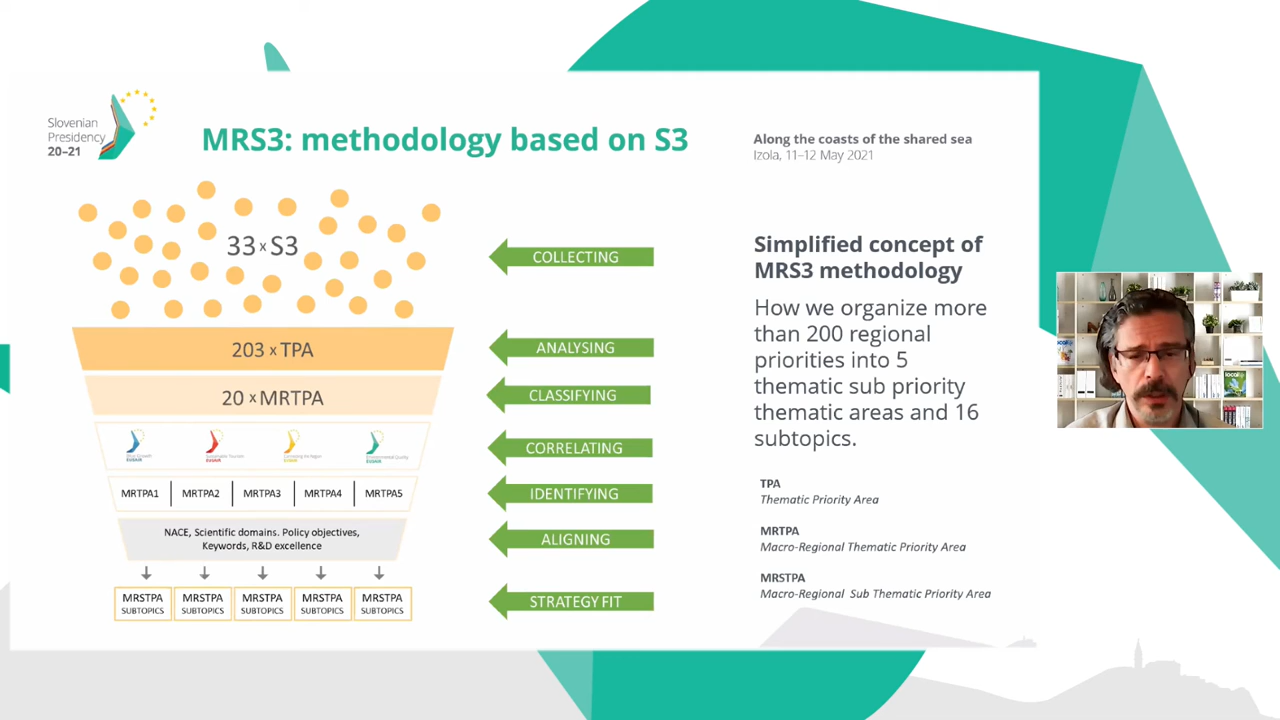 Slovenian
Presidency
20–21
MRS3: methodology based on S3
Along the coasts of the shared sea
Izola, 11–12 May 2021
33 x S3
COLLECTING
203 x TPA
ANALYSING
20 x MRTPA
CLASSIFYING
CORRELATING
MRTPA1 MRTPA2 MRTPA3 MRTPA4 MRTPA5
IDENTIFYING
NACE, Scientific domains. Policy objectives,
Keywords, R&D excellence
ALIGNING
MRSTPA MRSTPA MRSTPA MRSTPA MRSTPA
SUBTOPICS SUBTOPICS SUBTOPICS SUBTOPICS SUBTOPICS
STRATEGY FIT
Simplified concept of
MRS3 methodology
How we organize more
than 200 regional
priorities into 5
thematic sub priority
thematic areas and 16
subtopics.
TPA
Thematic Priority Area
MRTPA
Macro-Regional Thematic Priority Area
MRSTPA
Macro-Regional Sub Thematic Priority Area